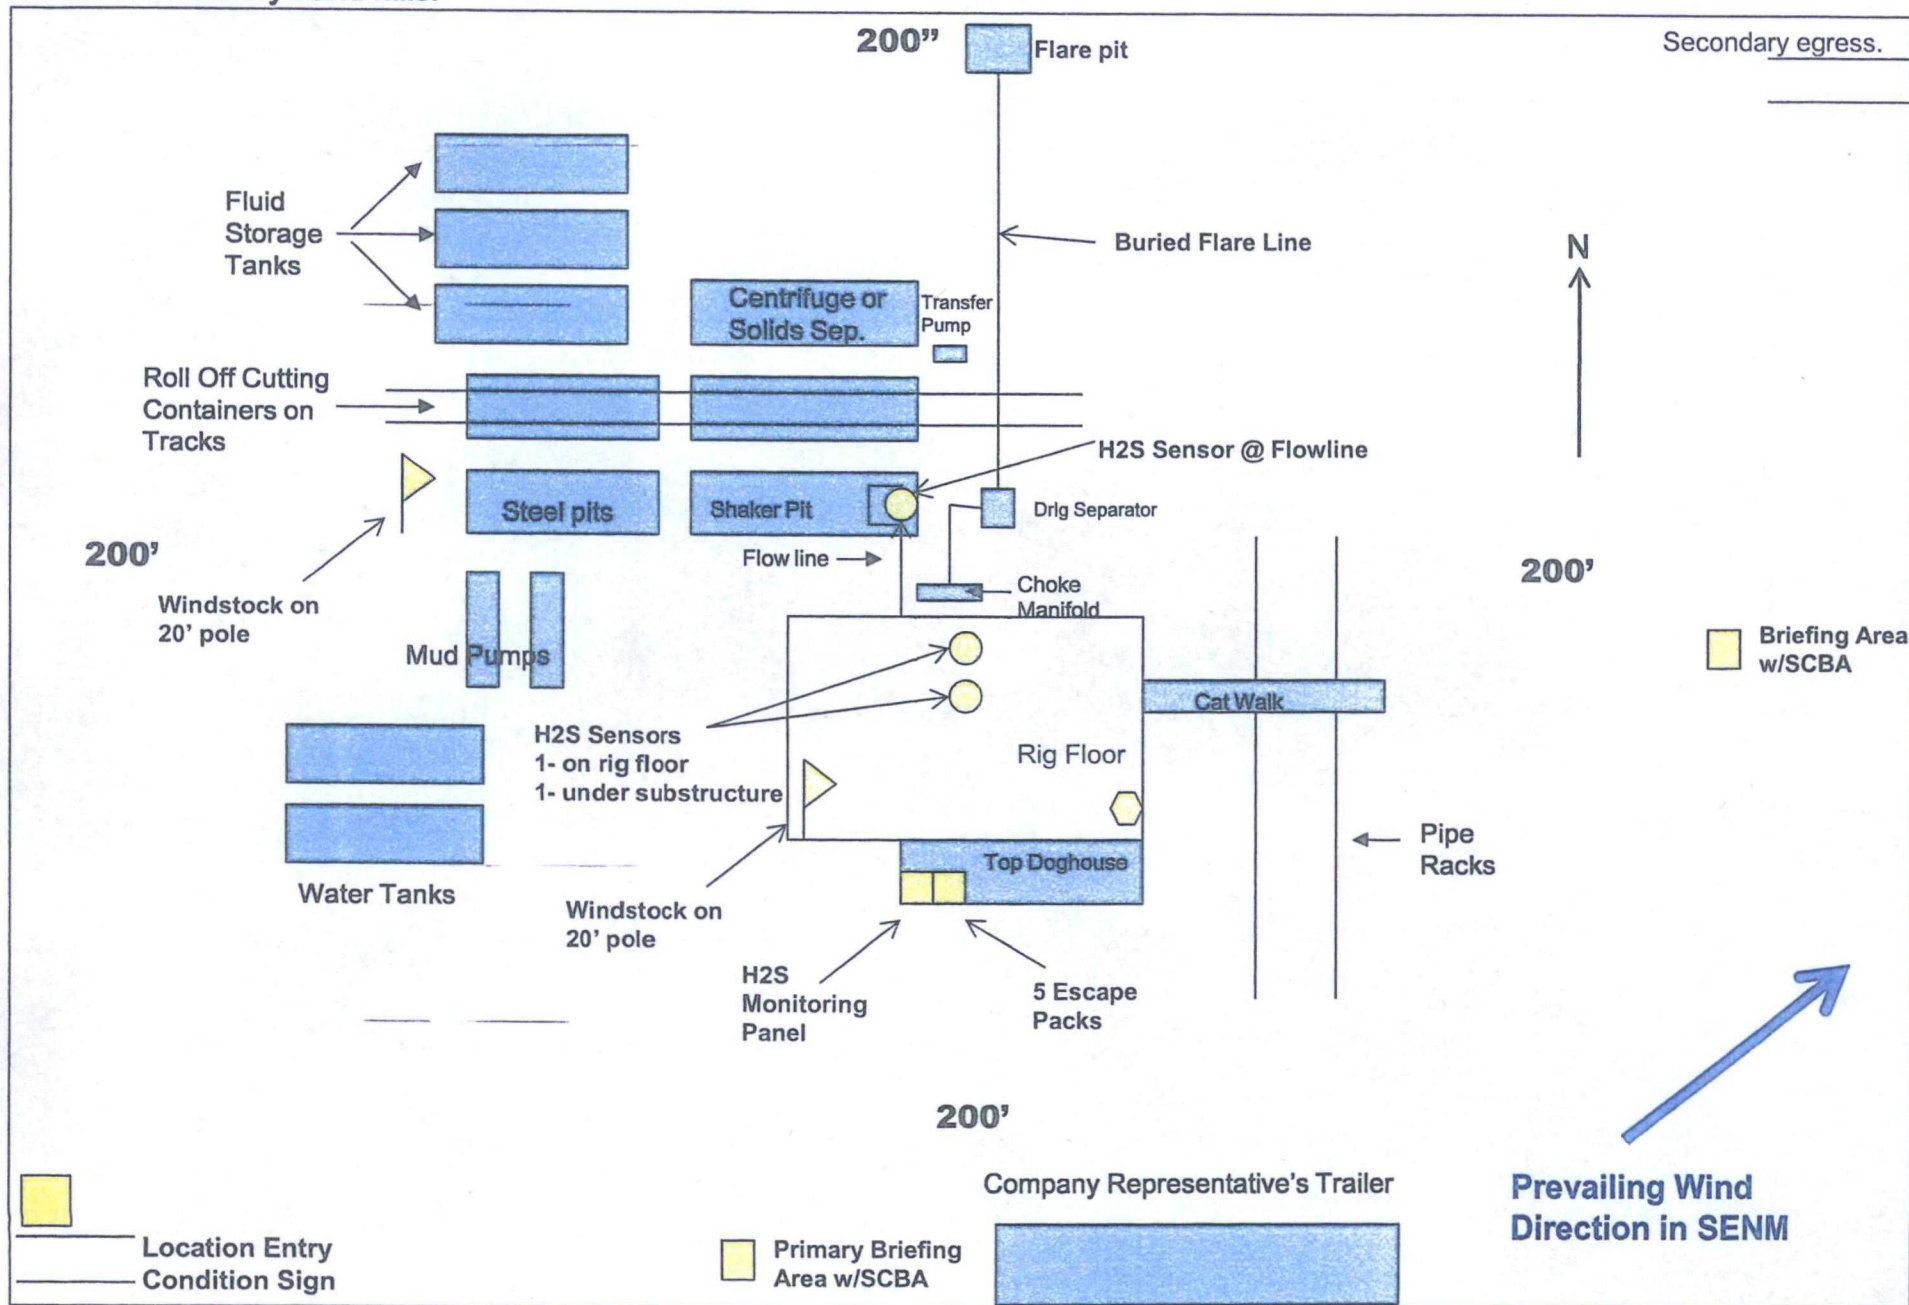 200"
Flare pit
Secondary egress.
Fluid
Storage
Tanks
Buried Flare Line
N
Centrifuge or
Solids Sep.
Transfer
Pump
Roll Off Cutting
Containers on
Tracks
H2S Sensor @ Flowline
Steel pits
Shaker Pit
Drlg Separator
200'
Flow line
200'
Choke
Manifold
Windstock on
20' pole
Mud Pumps
Briefing Area
w/SCBA
Cat Walk
H2S Sensors
1- on rig floor
1- under substructure
Rig Floor
Pipe
Racks
Top Doghouse
Water Tanks
Windstock on
20' pole
H2S
Monitoring
Panel
5 Escape
Packs
200'
Company Representative's Trailer
Prevailing Wind
Direction in SENM
Location Entry
Condition Sign
Primary Briefing
Area w/SCBA